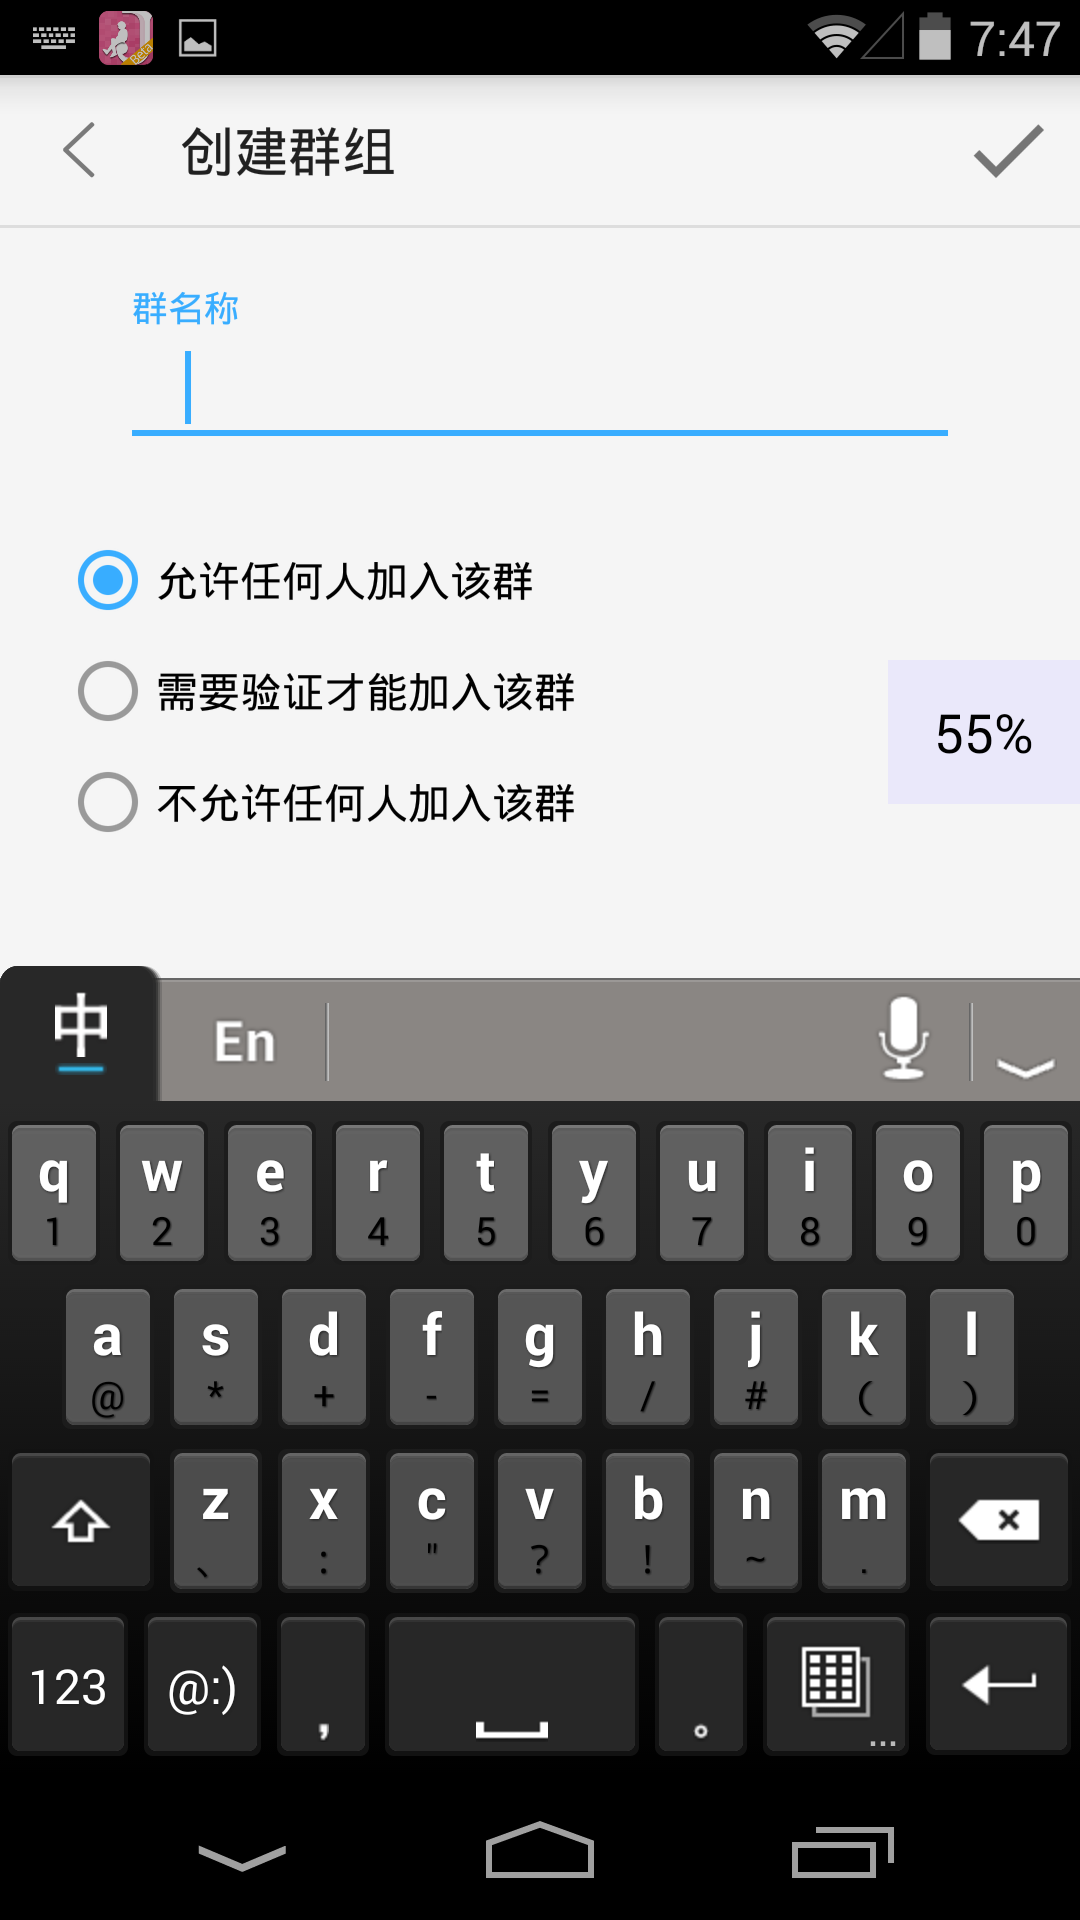 Beta
7:47
创建群组
群名称
允许任何人加入该群
需要验证才能加入该群
55%
不允许任何人加入该群
中 En
q w e r t y u i o p
1 2 3 4 5 6 7 8 9 0
a s d f g h j k l
@ * + - = / # ( )
z x c v b n m
、 : " ? ! ~ .
123 @:) , 。 ...